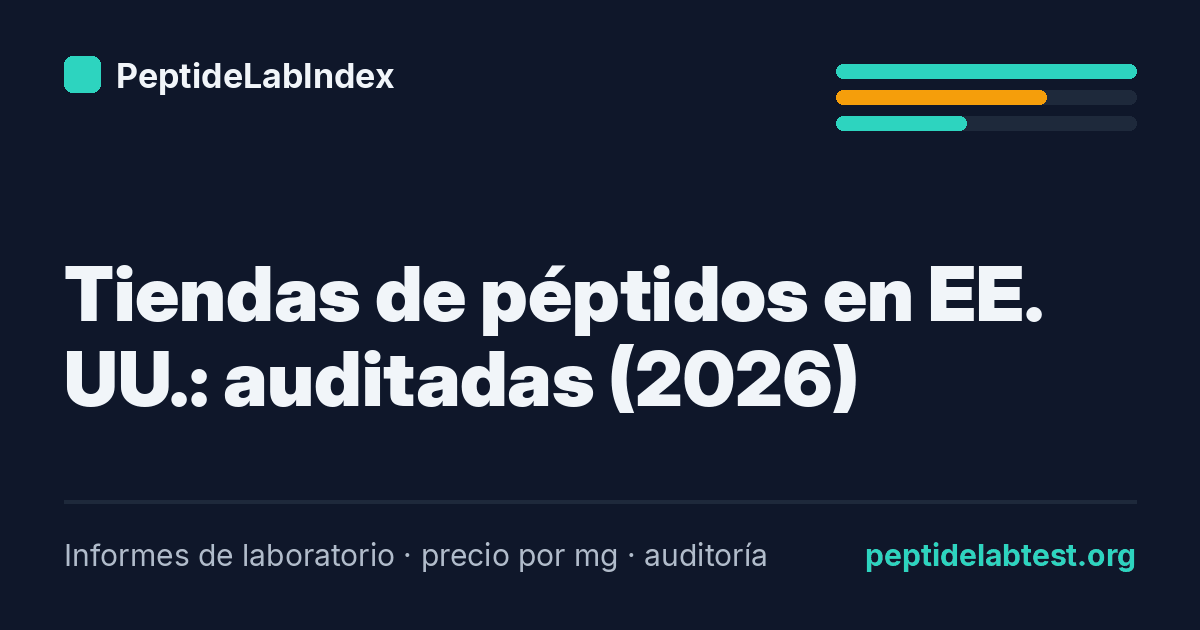 PeptideLabIndex
Tiendas de péptidos en EE.
UU.: auditadas (2026)
Informes de laboratorio · precio por mg · auditoría
peptidelabtest.org